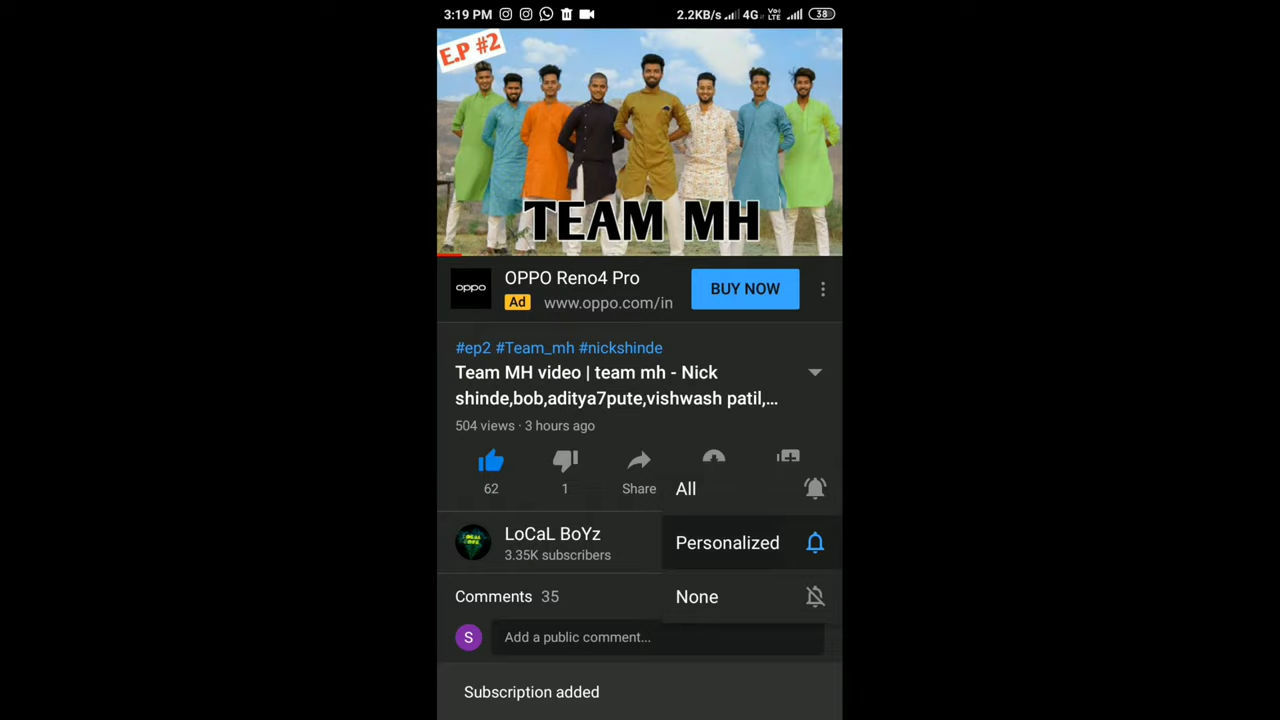 3:19 PM 2.2KB/s 4G Vo) LTE 38
E.P #2
TEAM MH
oppo
OPPO Reno4 Pro
Ad www.oppo.com/in
BUY NOW
#ep2 #Team_mh #nickshinde
Team MH video | team mh - Nick
shinde,bob,aditya7pute,vishwash patil,...
504 views · 3 hours ago
62
1
Share
All
LoCaL BoYz
3.35K subscribers
Personalized
None
Comments 35
S
Add a public comment...
Subscription added